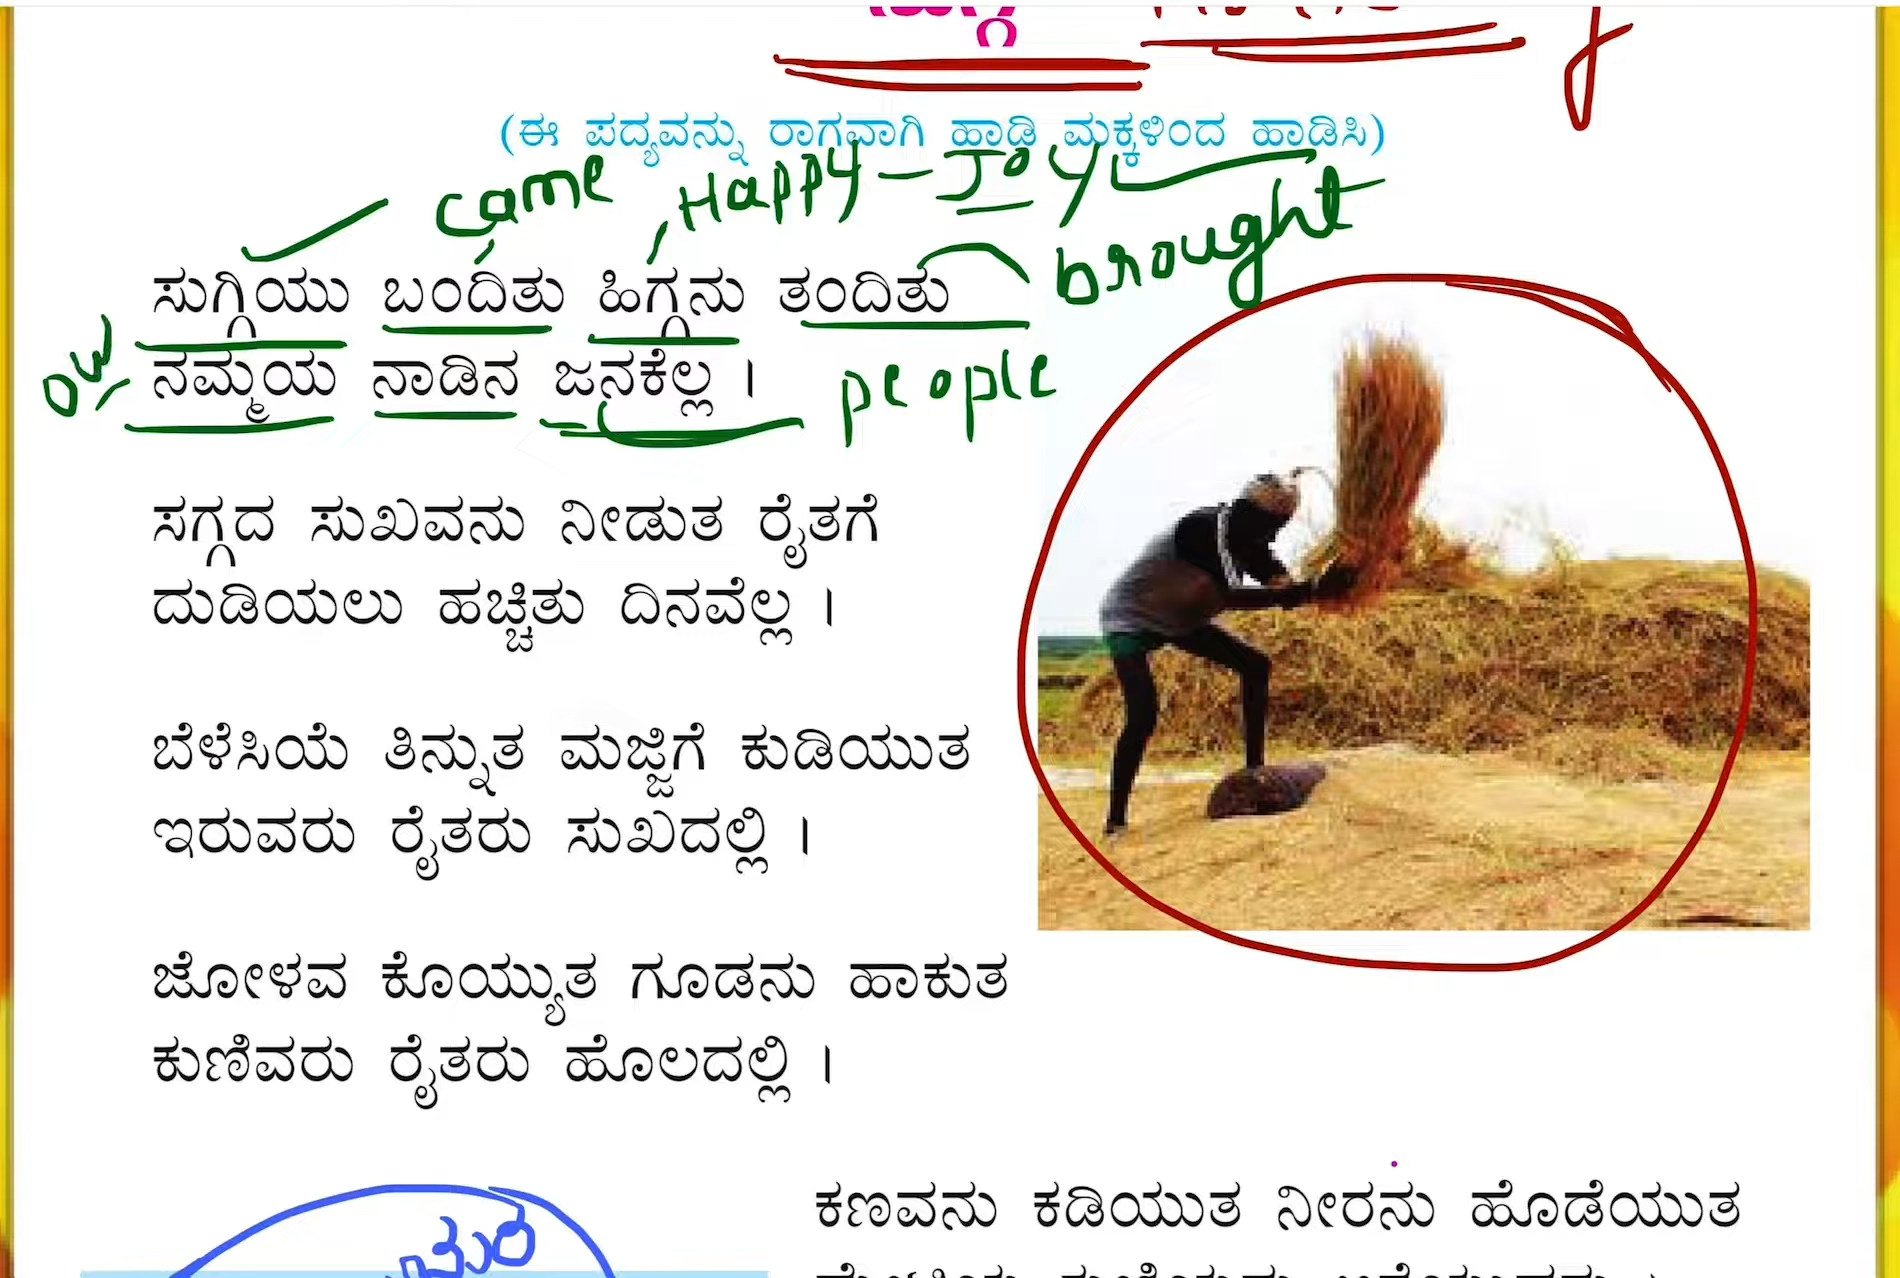 (ಈ ಪದ್ಯವನ್ನು ರಾಗವಾಗಿ ಹಾಡಿ ಮಕ್ಕಳಿಂದ ಹಾಡಿಸಿ)
came Happy - Joy
brought
ಸುಗ್ಗಿಯು ಬಂದಿತು ಹಿಗ್ಗನು ತಂದಿತು
our ನಮ್ಮಯ ನಾಡಿನ ಜನಕೆಲ್ಲ । people
ಸಗ್ಗದ ಸುಖವನು ನೀಡುತ ರೈತಗೆ
ದುಡಿಯಲು ಹಚ್ಚಿತು ದಿನವೆಲ್ಲ ।
ಬೆಳೆಸಿಯೆ ತಿನ್ನುತ ಮಜ್ಜಿಗೆ ಕುಡಿಯುತ
ಇರುವರು ರೈತರು ಸುಖದಲ್ಲಿ ।
ಜೋಳವ ಕೊಯ್ಯುತ ಗೂಡನು ಹಾಕುತ
ಕುಣಿವರು ರೈತರು ಹೊಲದಲ್ಲಿ ।
ಕಣವನು ಕಡಿಯುತ ನೀರನು ಹೊಡೆಯುತ